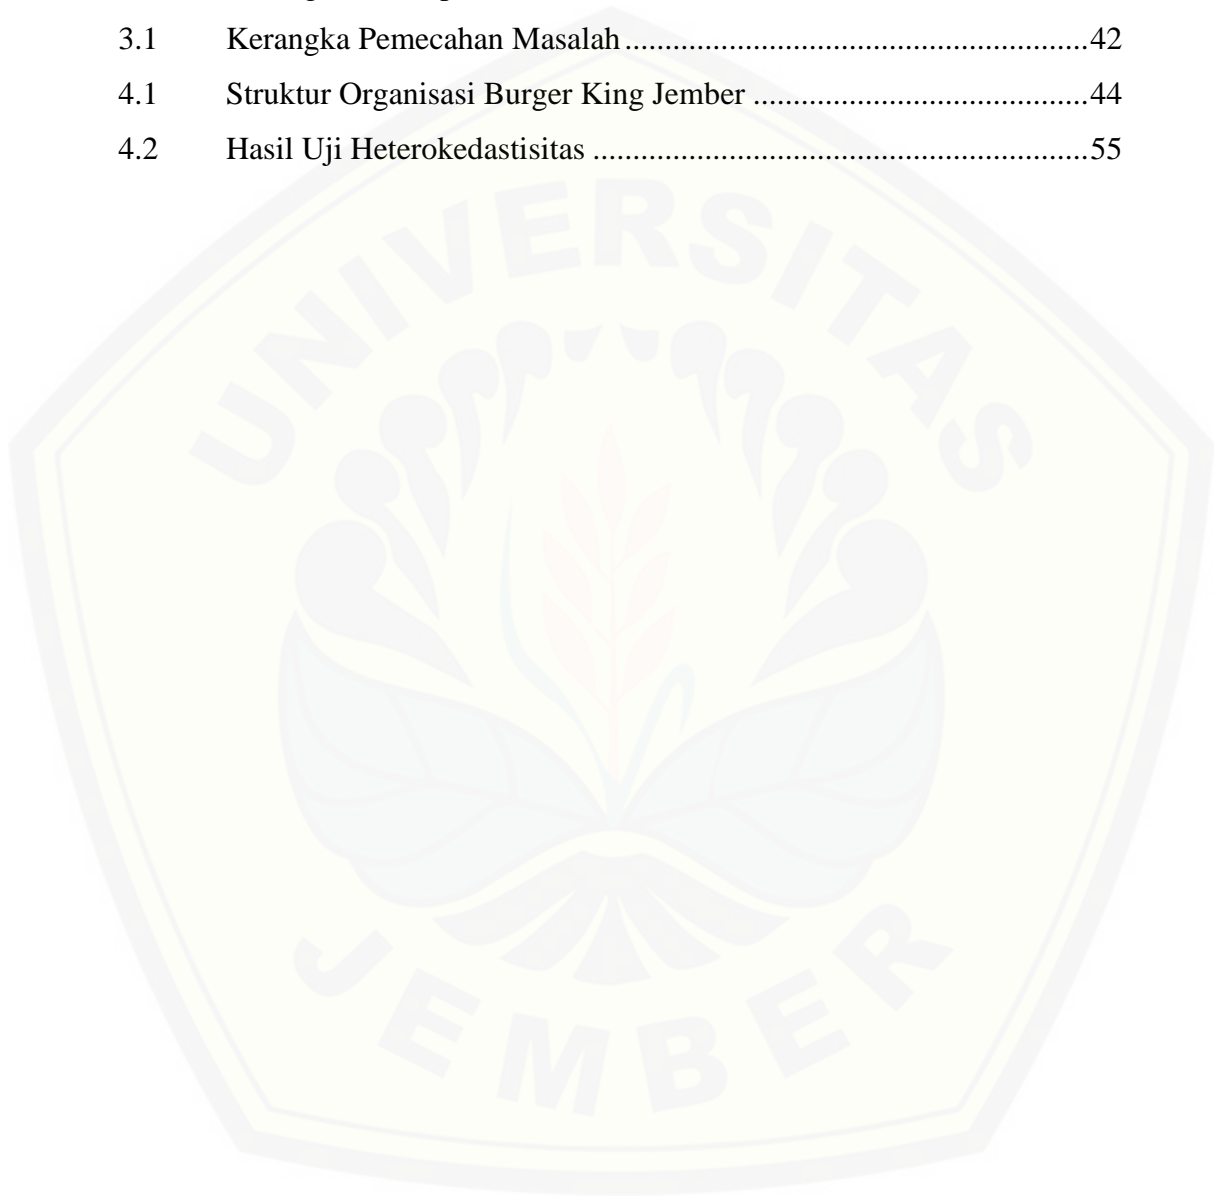 3.1 Kerangka Pemecahan Masalah..........................................................42
4.1 Struktur Organisasi Burger King Jember ..........................................44
4.2 Hasil Uji Heterokedastisitas ..............................................................55
UNIVERSITAS
JEMBER